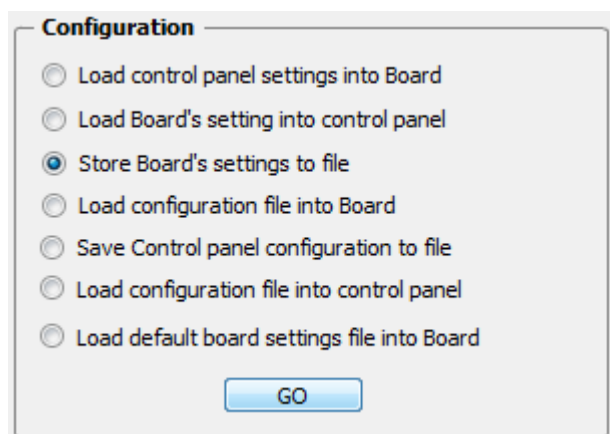 Configuration
Load control panel settings into Board
Load Board's setting into control panel
Store Board's settings to file
Load configuration file into Board
Save Control panel configuration to file
Load configuration file into control panel
Load default board settings file into Board
GO